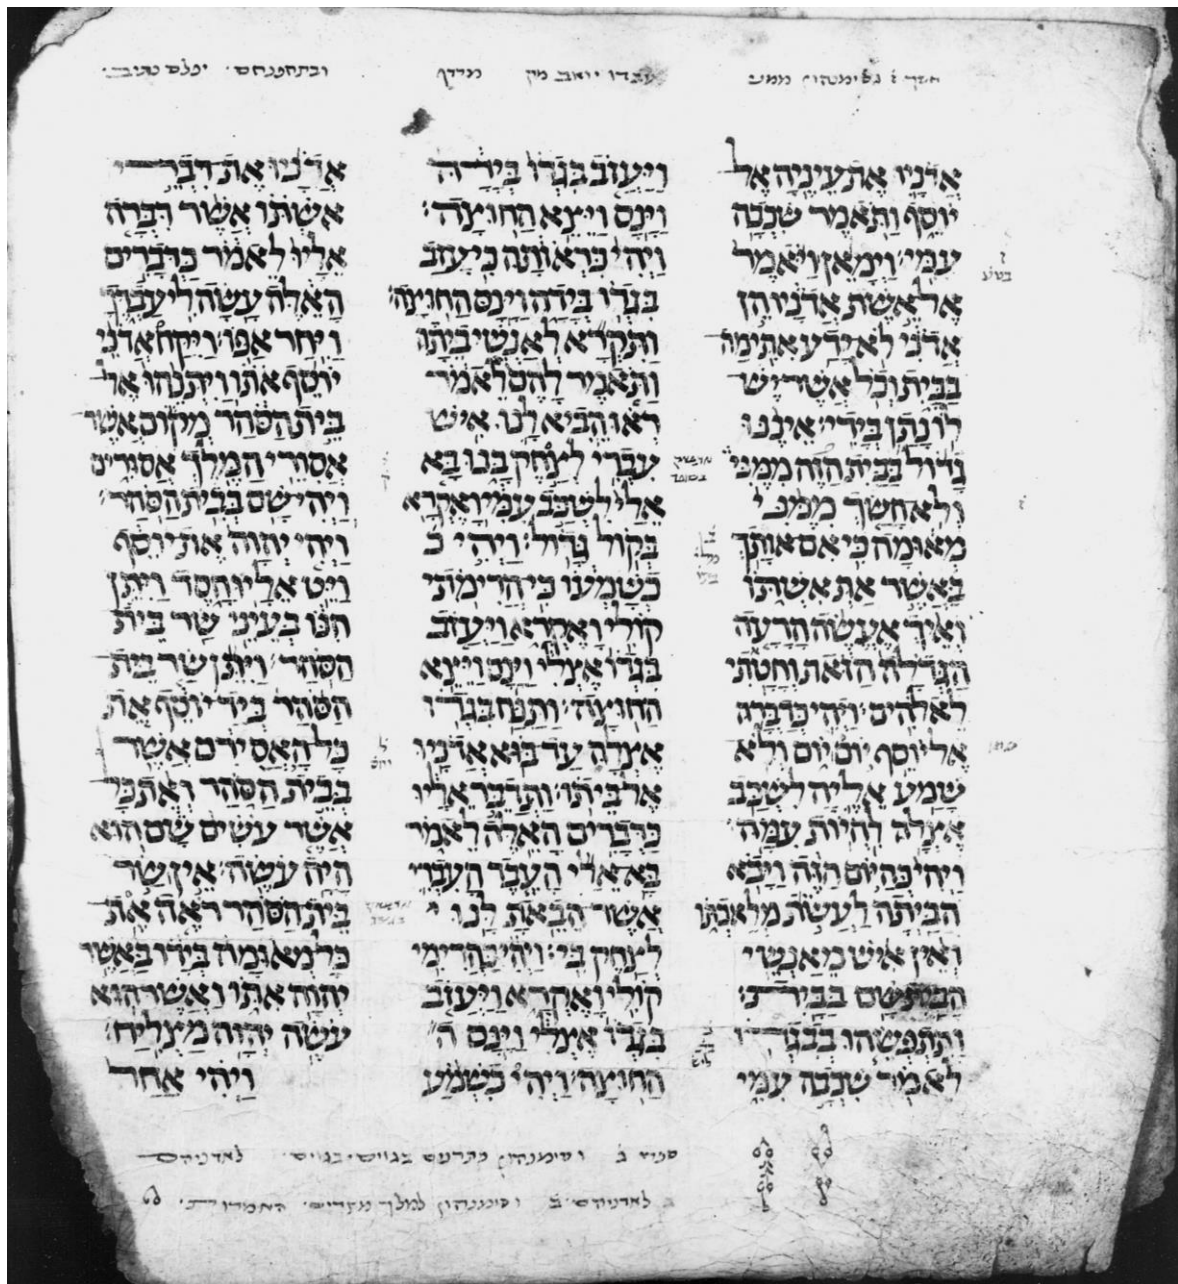 חשך ג וסימנהון ממני
ובתחפנחס
אדניו את עיניה אל
יוסף ותאמר שכבה
עמי׃ וימאן ויאמר
אל אשת אדניו הן
אדני לא ידע אתי מה
בבית וכל אשר יש
לו נתן בידי׃ איננו
גדול בבית הזה ממני
ולא חשך ממני
מאומה כי אם אותך
באשר את אשתו
ואיך אעשה הרעה
הגדלה הזאת וחטאתי
לאלהים׃ ויהי כדברה
אל יוסף יום יום ולא
שמע אליה לשכב
אצלה להיות עמה׃
ויהי כהיום הזה ויבא
הביתה לעשות מלאכתו
ואין איש מאנשי
הבית שם בבית׃
ותתפשהו בבגדו
לאמר שכבה עמי
ויעזב בגדו בידה
וינס ויצא החוצה׃
ויהי כראותה כי עזב
בגדו בידה וינס החוצה׃
ותקרא לאנשי ביתה
ותאמר להם לאמר
ראו הביא לנו איש
עברי לצחק בנו בא
אלי לשכב עמי ואקרא
בקול גדול׃ ויהי כ
כשמעו כי הרימתי
קולי ואקרא ויעזב
בגדו אצלי וינס ויצא
החוצה׃ ותנח בגדו
אצלה עד בוא אדניו
אל ביתו׃ ותדבר אליו
כדברים האלה לאמר
בא אלי העבד העברי
אשר הבאת לנו
לצחק בי׃ ויהי כהרימי
קולי ואקרא ויעזב
בגדו אצלי וינס ה
החוצה׃ ויהי כשמע
אדניו את דברי
אשתו אשר דברה
אליו לאמר כדברים
האלה עשה לי עבדך
ויחר אפו׃ ויקח אדני
יוסף אתו ויתנהו אל
בית הסהר מקום אשר
אסורי המלך אסורים
ויהי שם בבית הסהר׃
ויהי יהוה את יוסף
ויט אליו חסד ויתן
חנו בעיני שר בית
הסהר׃ ויתן שר בית
הסהר ביד יוסף את
כל האסירם אשר
בבית הסהר ואת כל
אשר עשים שם הוא
היה עשה׃ אין שר
בית הסהר ראה את
כל מאומה בידו באשר
יהוה אתו ואשר הוא
עשה יהוה מצליח׃
ויהי אחר
וסימנהון לאדניהם
לאדניהם ב וסימנהון למלך מצרים